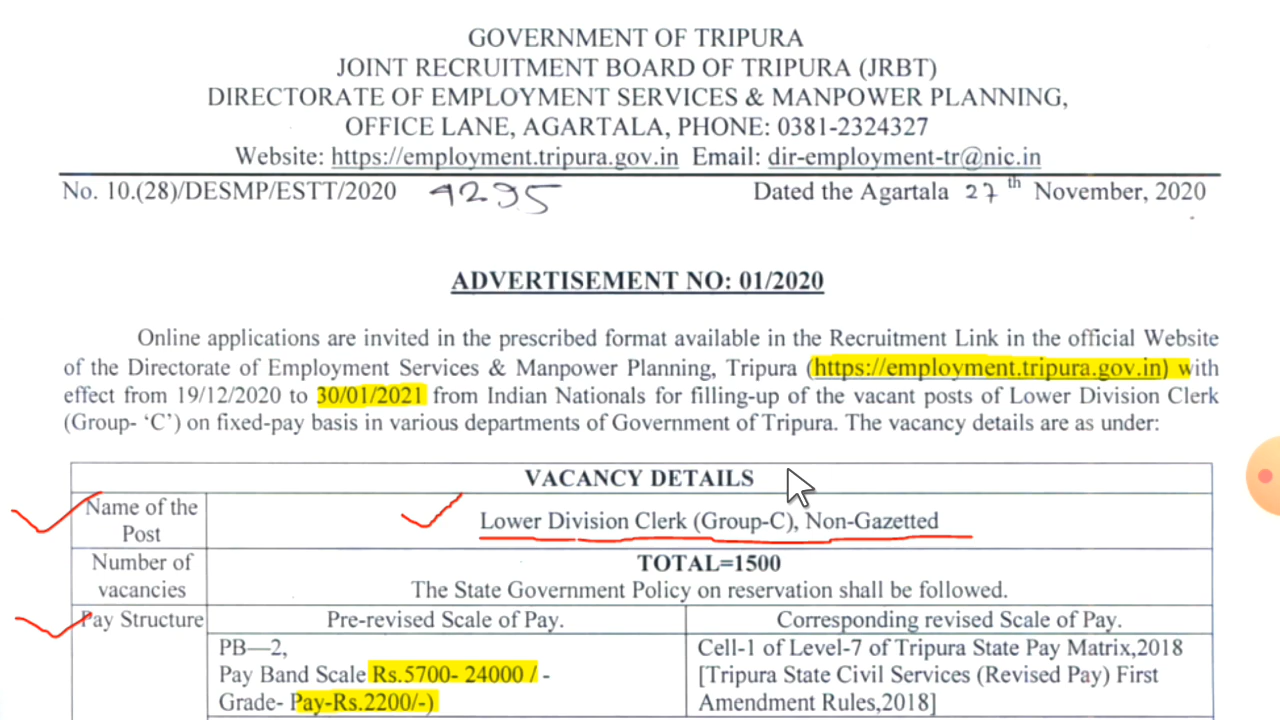 GOVERNMENT OF TRIPURA
JOINT RECRUITMENT BOARD OF TRIPURA (JRBT)
DIRECTORATE OF EMPLOYMENT SERVICES & MANPOWER PLANNING,
OFFICE LANE, AGARTALA, PHONE: 0381-2324327
Website: https://employment.tripura.gov.in Email: dir-employment-tr@nic.in
No. 10.(28)/DESMP/ESTT/2020 4295 Dated the Agartala 27th November, 2020
ADVERTISEMENT NO: 01/2020
Online applications are invited in the prescribed format available in the Recruitment Link in the official Website
of the Directorate of Employment Services & Manpower Planning, Tripura (https://employment.tripura.gov.in) with
effect from 19/12/2020 to 30/01/2021 from Indian Nationals for filling-up of the vacant posts of Lower Division Clerk
(Group- ‘C’) on fixed-pay basis in various departments of Government of Tripura. The vacancy details are as under:
VACANCY DETAILS
Name of the
Post
Lower Division Clerk (Group-C), Non-Gazetted
Number of
vacancies
TOTAL=1500
The State Government Policy on reservation shall be followed.
Pay Structure
Pre-revised Scale of Pay.
Corresponding revised Scale of Pay.
PB—2,
Pay Band Scale Rs.5700- 24000 / -
Grade- Pay-Rs.2200/-)
Cell-1 of Level-7 of Tripura State Pay Matrix,2018
[Tripura State Civil Services (Revised Pay) First
Amendment Rules,2018]